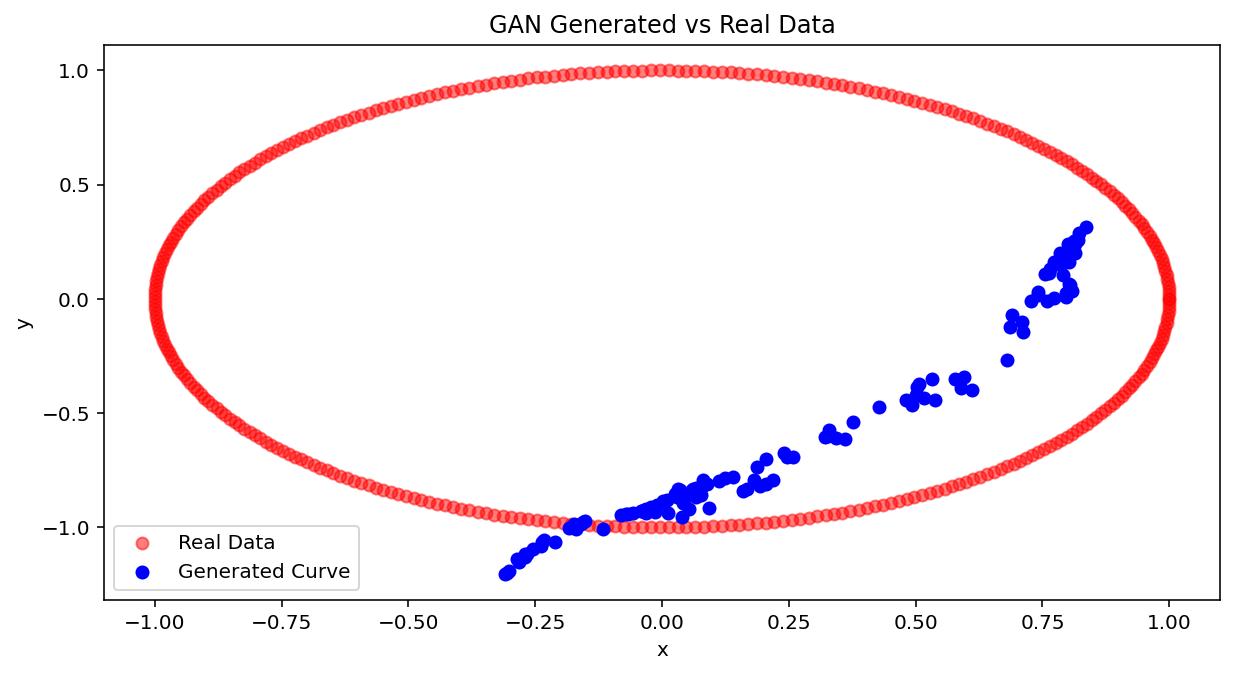 GAN Generated vs Real Data
1.0
0.5
0.0
−0.5
−1.0
y
Real Data
Generated Curve
−1.00 −0.75 −0.50 −0.25 0.00 0.25 0.50 0.75 1.00
x